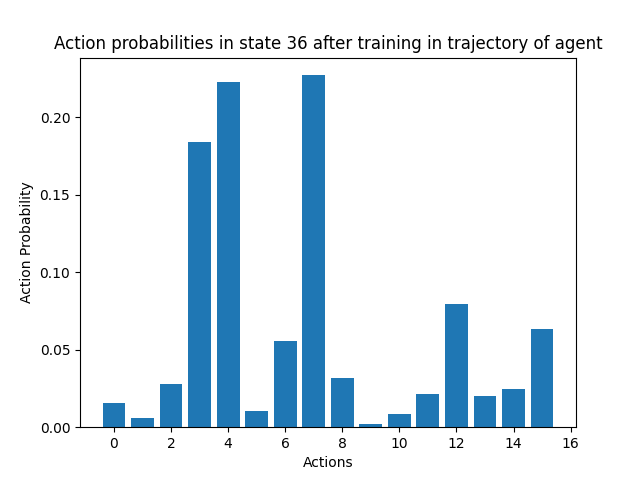 Action probabilities in state 36 after training in trajectory of agent
0.20
0.15
0.10
0.05
0.00
Action Probability
0 2 4 6 8 10 12 14 16
Actions